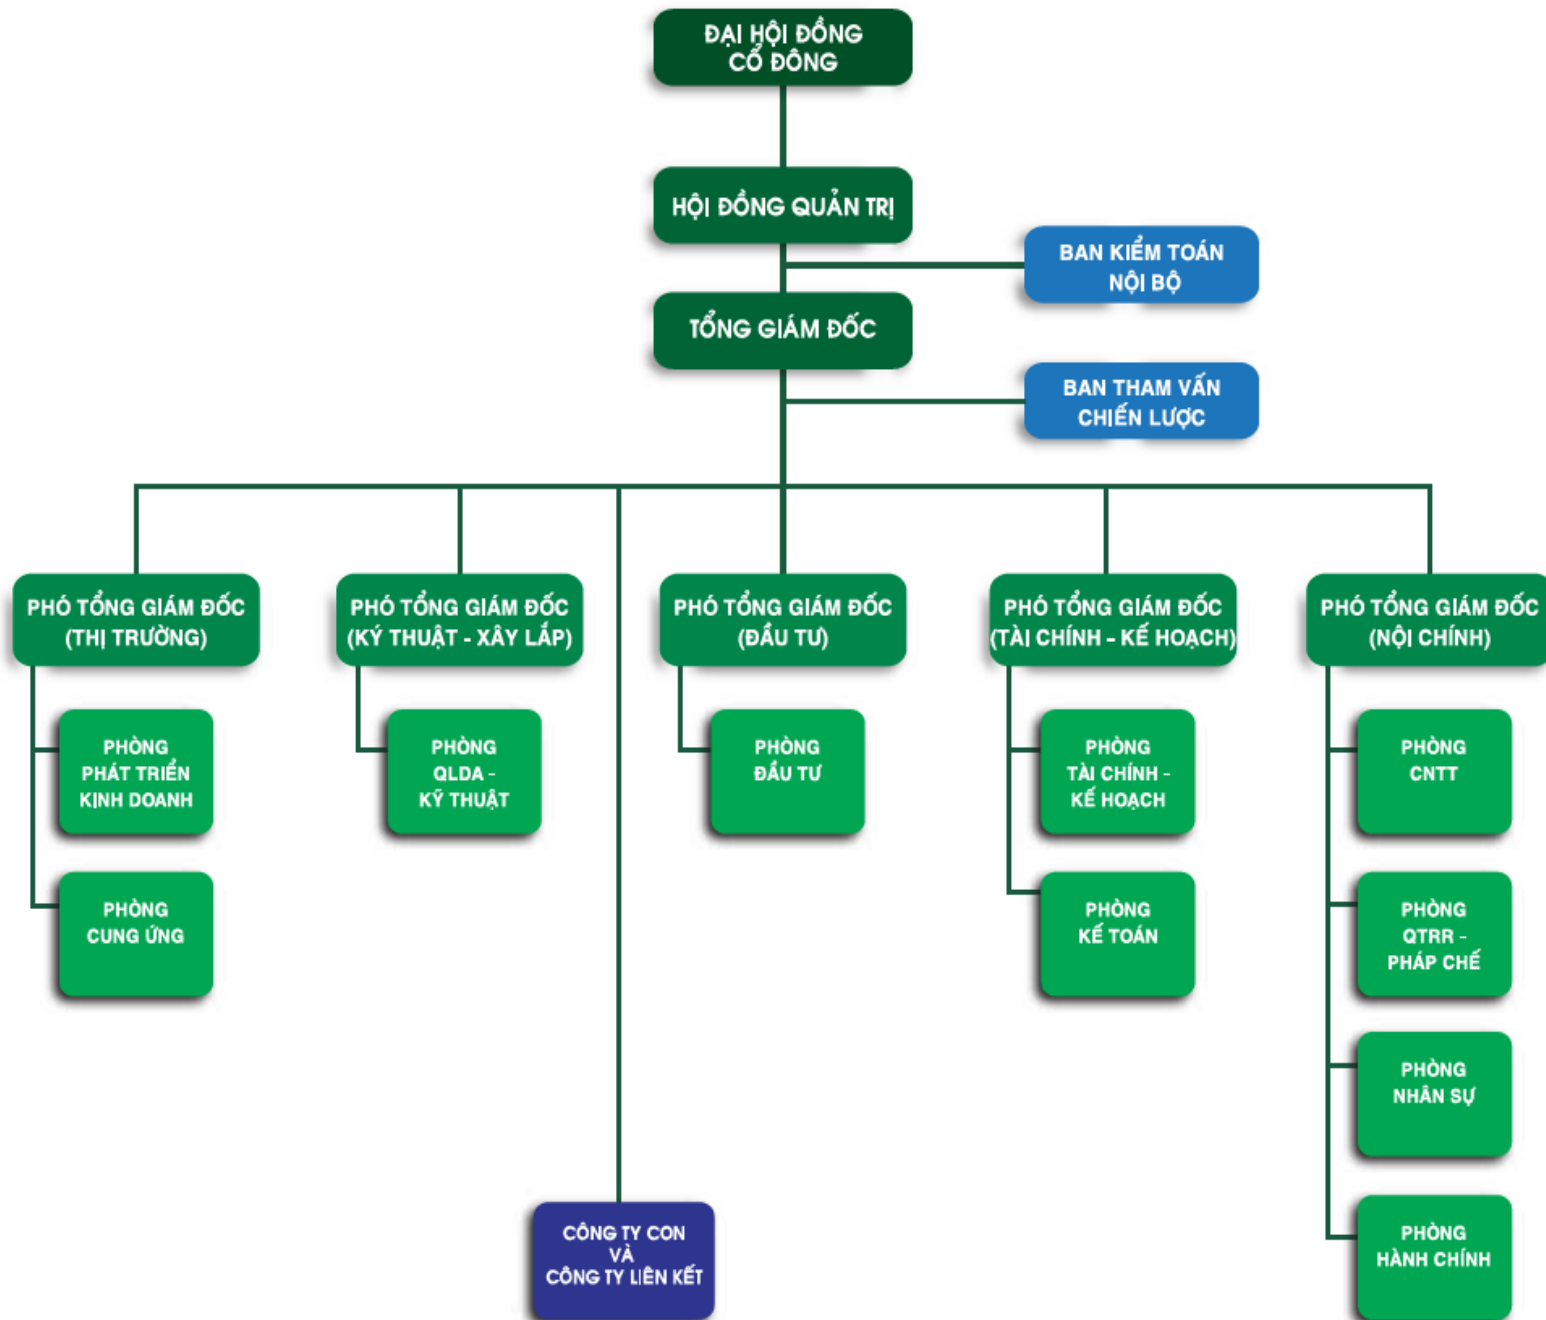 ĐẠI HỘI ĐỒNG
CỔ ĐÔNG
HỘI ĐỒNG QUẢN TRỊ
BAN KIỂM TOÁN
NỘI BỘ
TỔNG GIÁM ĐỐC
BAN THAM VẤN
CHIẾN LƯỢC
PHÓ TỔNG GIÁM ĐỐC
(THỊ TRƯỜNG)
PHÓ TỔNG GIÁM ĐỐC
(KÝ THUẬT - XÂY LẮP)
PHÓ TỔNG GIÁM ĐỐC
(ĐẦU TƯ)
PHÓ TỔNG GIÁM ĐỐC
(TÀI CHÍNH - KẾ HOẠCH)
PHÓ TỔNG GIÁM ĐỐC
(NỘI CHÍNH)
PHÒNG
PHÁT TRIỂN
KINH DOANH
PHÒNG
QLDA -
KỸ THUẬT
PHÒNG
ĐẦU TƯ
PHÒNG
TÀI CHÍNH -
KẾ HOẠCH
PHÒNG
CNTT
PHÒNG
CUNG ỨNG
PHÒNG
KẾ TOÁN
PHÒNG
QTRR -
PHÁP CHẾ
PHÒNG
NHÂN SỰ
CÔNG TY CON
VÀ
CÔNG TY LIÊN KẾT
PHÒNG
HÀNH CHÍNH